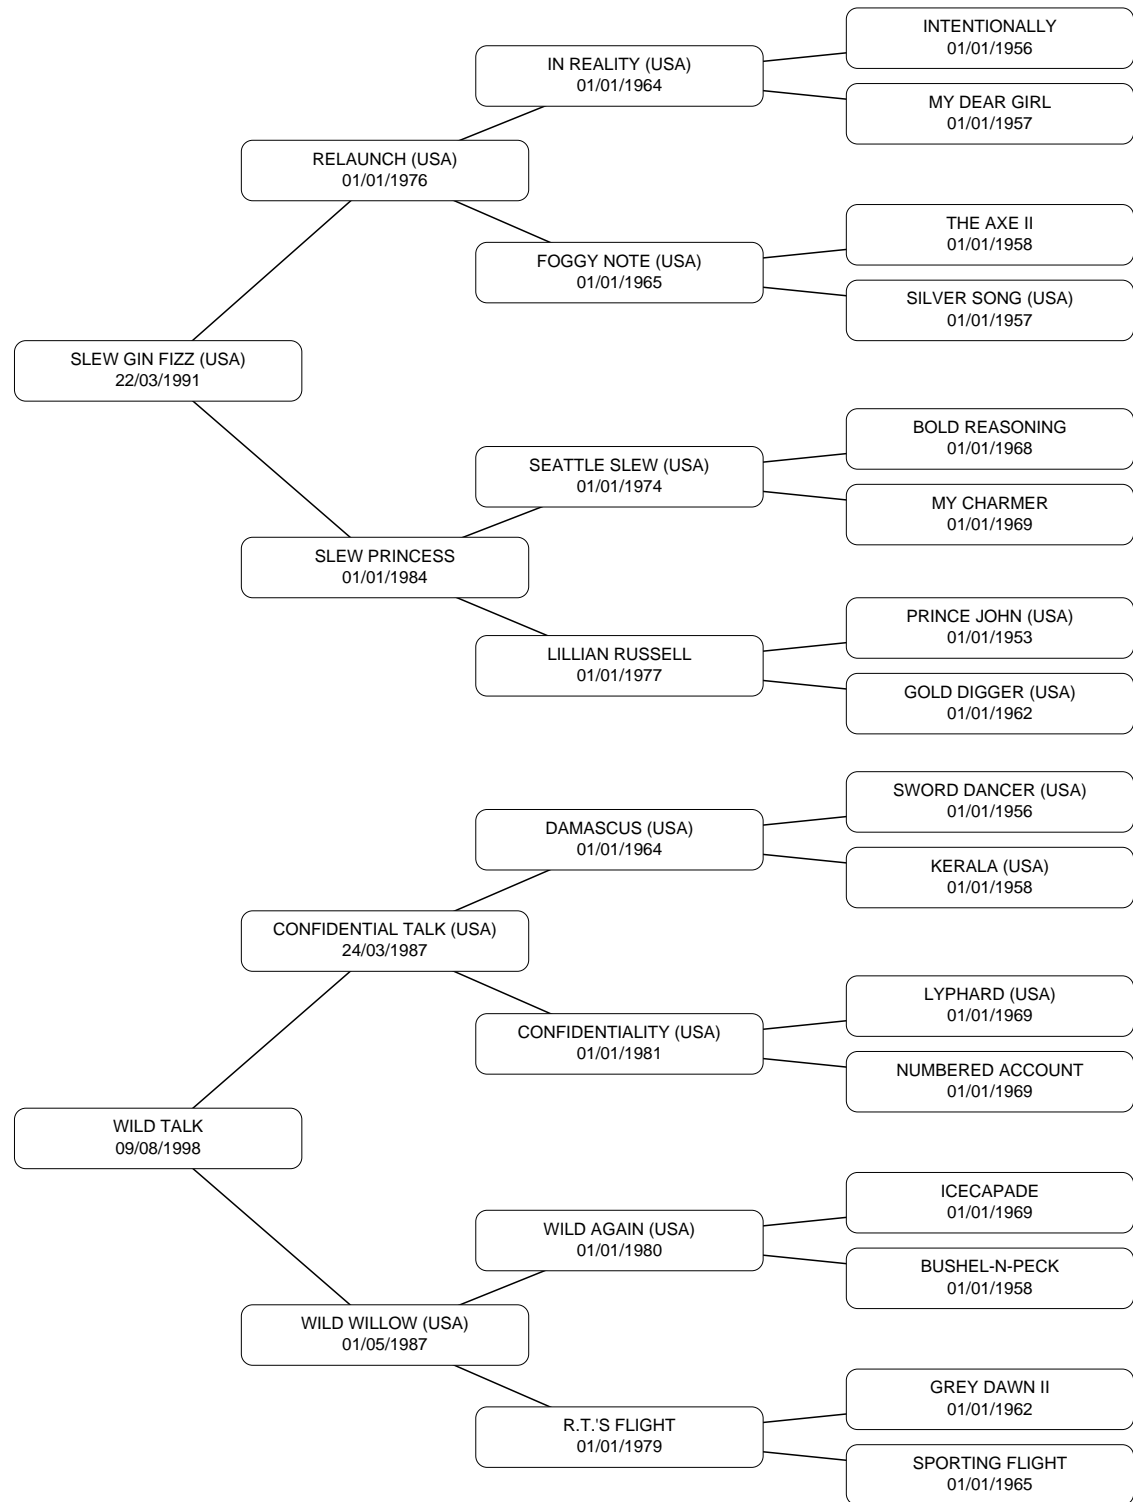 INTENTIONALLY
01/01/1956
IN REALITY (USA)
01/01/1964
MY DEAR GIRL
01/01/1957
RELAUNCH (USA)
01/01/1976
THE AXE II
01/01/1958
FOGGY NOTE (USA)
01/01/1965
SILVER SONG (USA)
01/01/1957
SLEW GIN FIZZ (USA)
22/03/1991
BOLD REASONING
01/01/1968
SEATTLE SLEW (USA)
01/01/1974
MY CHARMER
01/01/1969
SLEW PRINCESS
01/01/1984
PRINCE JOHN (USA)
01/01/1953
LILLIAN RUSSELL
01/01/1977
GOLD DIGGER (USA)
01/01/1962
SWORD DANCER (USA)
01/01/1956
DAMASCUS (USA)
01/01/1964
KERALA (USA)
01/01/1958
CONFIDENTIAL TALK (USA)
24/03/1987
LYPHARD (USA)
01/01/1969
CONFIDENTIALITY (USA)
01/01/1981
NUMBERED ACCOUNT
01/01/1969
WILD TALK
09/08/1998
ICECAPADE
01/01/1969
WILD AGAIN (USA)
01/01/1980
BUSHEL-N-PECK
01/01/1958
WILD WILLOW (USA)
01/05/1987
GREY DAWN II
01/01/1962
R.T.'S FLIGHT
01/01/1979
SPORTING FLIGHT
01/01/1965